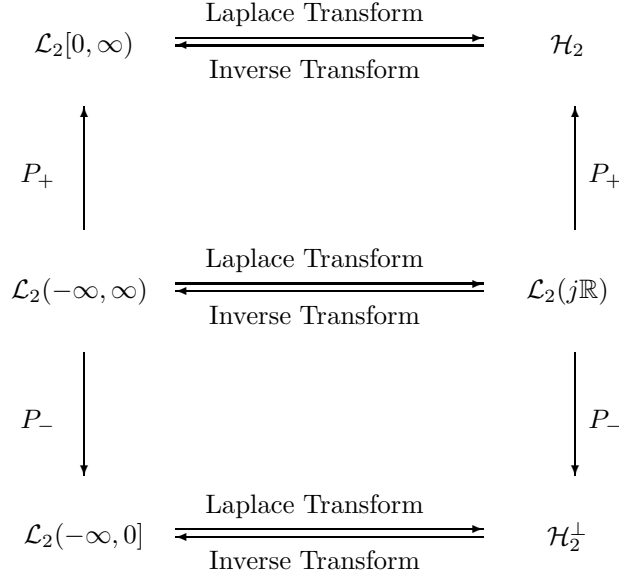 Laplace Transform
ℒ₂[0, ∞) ℋ₂
Inverse Transform
P₊ P₊
Laplace Transform
ℒ₂(−∞, ∞) ℒ₂(jℝ)
Inverse Transform
P₋ P₋
Laplace Transform
ℒ₂(−∞, 0] ℋ₂^⊥
Inverse Transform